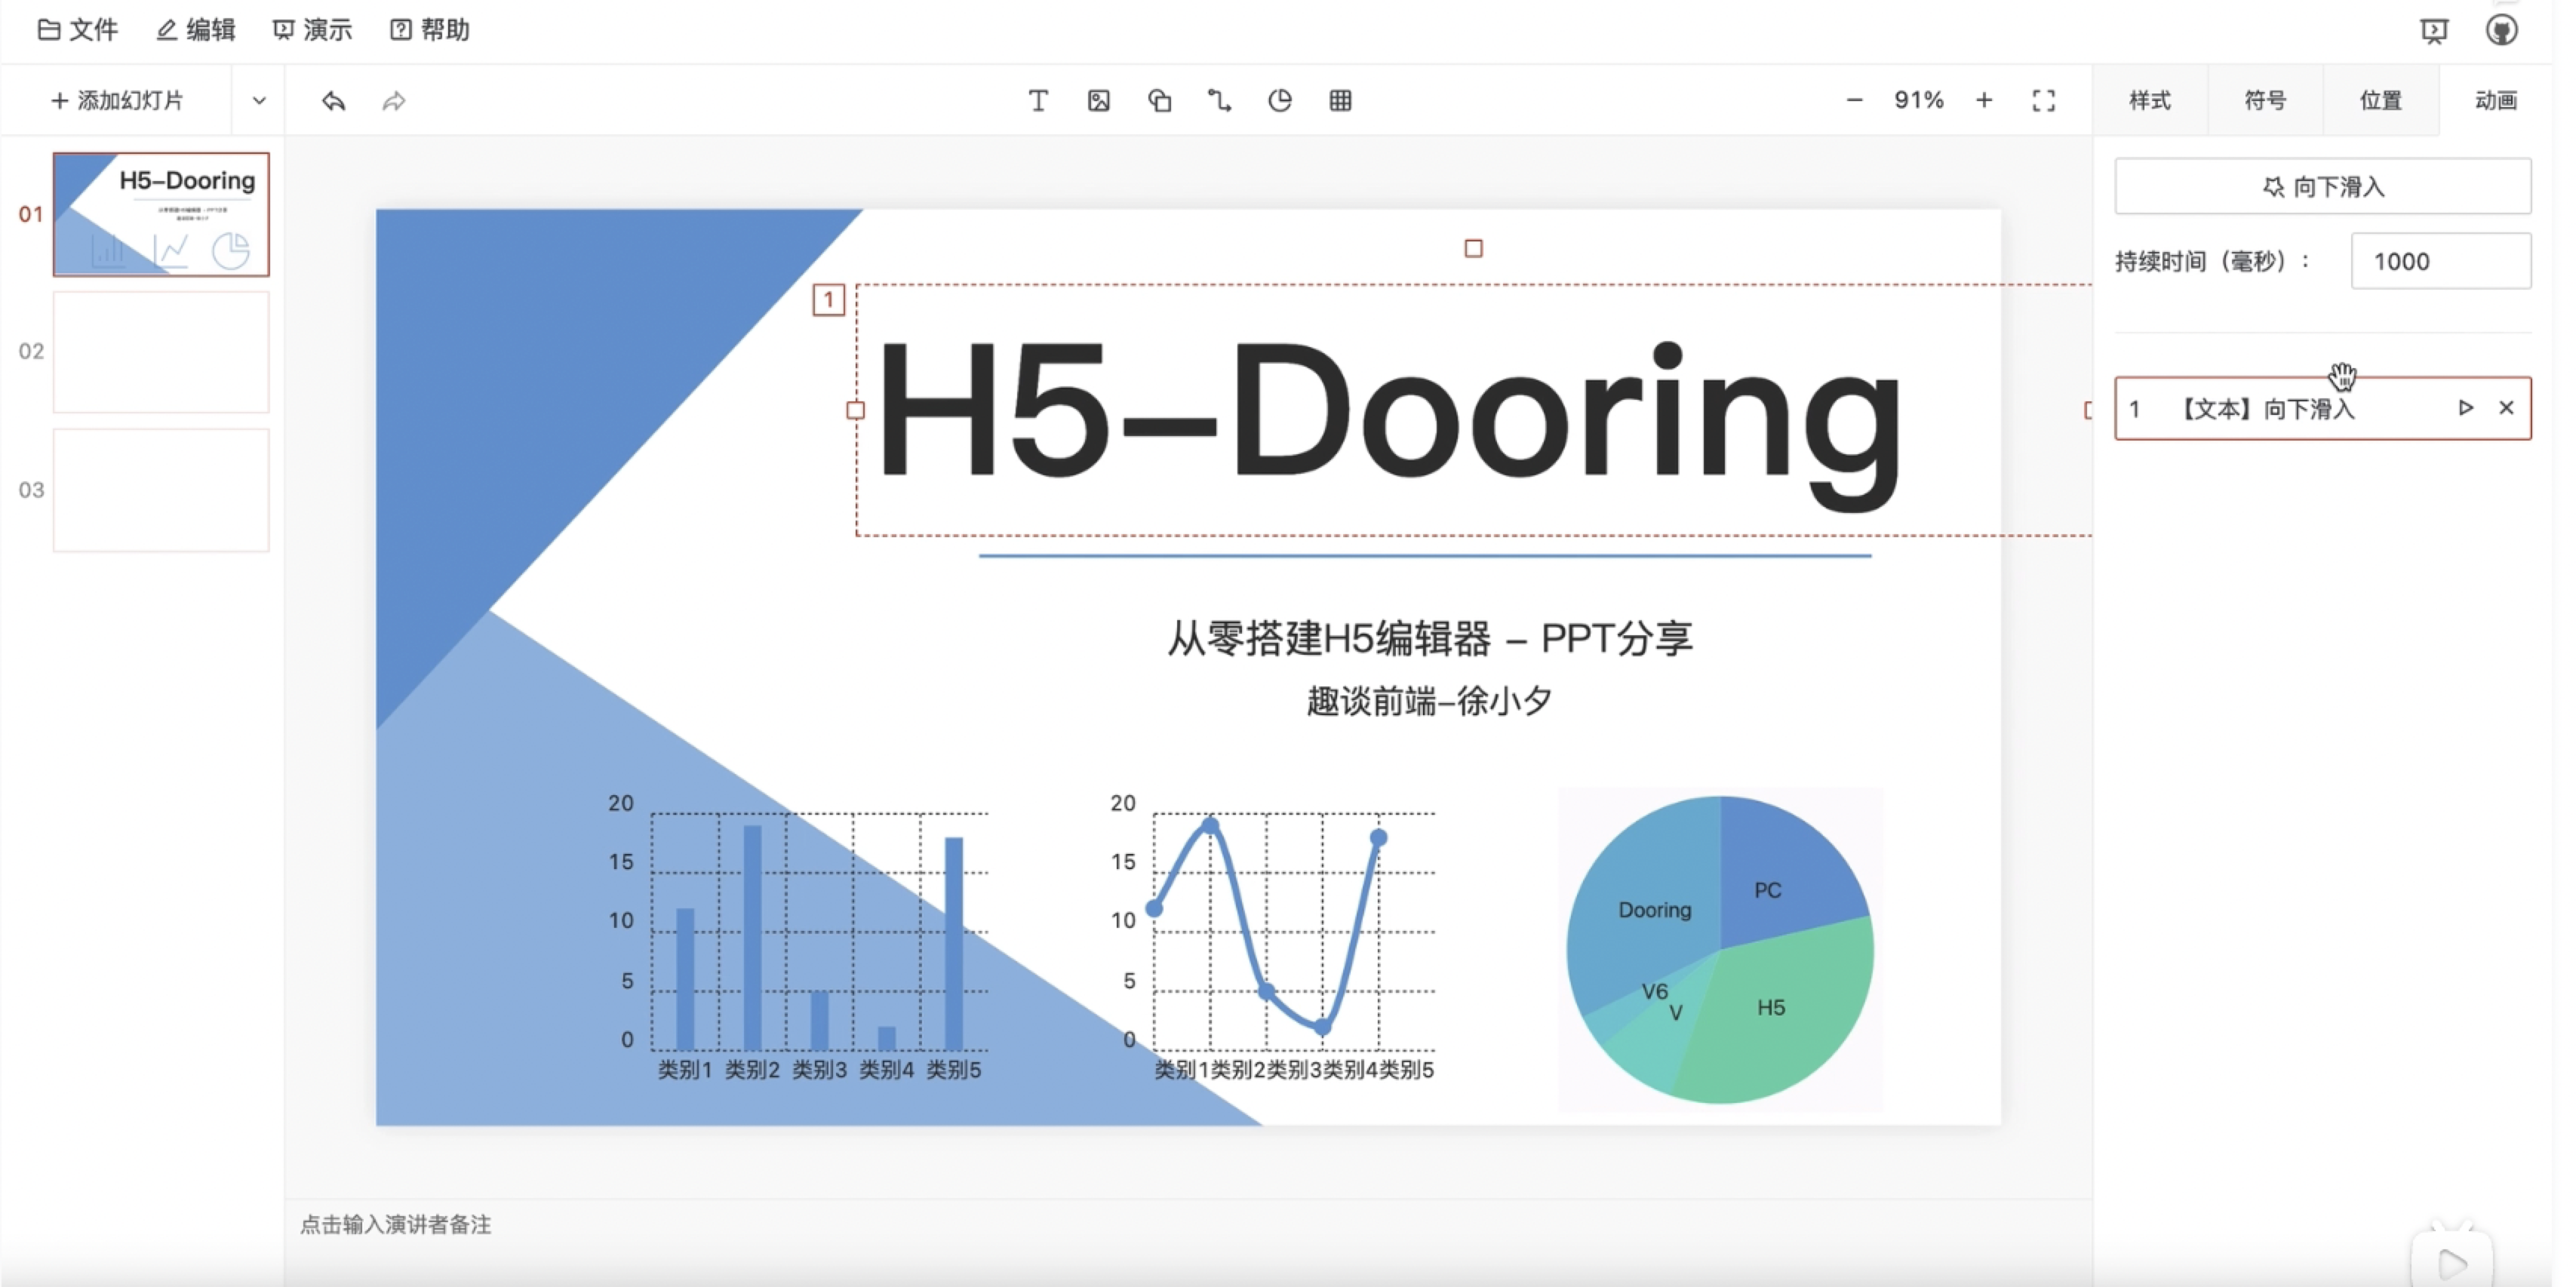 文件 编辑 演示 帮助
+ 添加幻灯片
91%
样式 符号 位置 动画
01
H5–Dooring
02
03
1
H5–Dooring
从零搭建H5编辑器 – PPT分享
趣谈前端–徐小夕
20
15
10
5
0
类别1 类别2 类别3 类别4 类别5
20
15
10
5
0
类别1类别2类别3类别4类别5
PC
Dooring
V6
V
H5
点击输入演讲者备注
向下滑入
持续时间（毫秒）： 1000
1 【文本】向下滑入